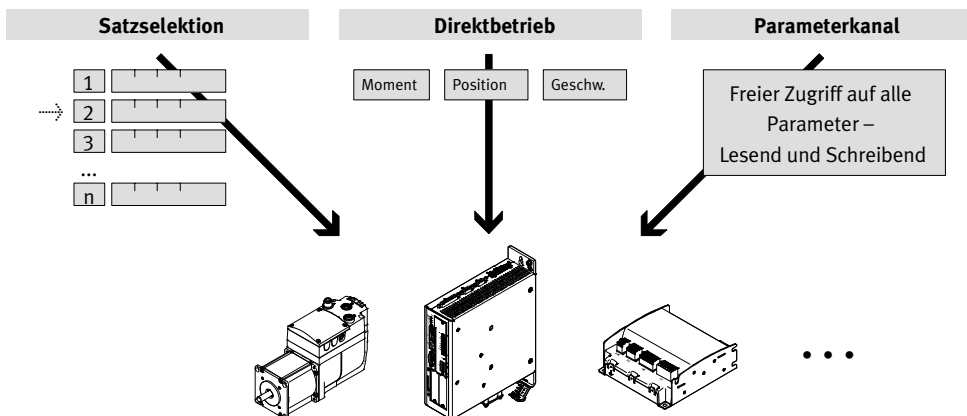 Satzselektion
Direktbetrieb
Parameterkanal
1
2
3
...
n
Moment
Position
Geschw.
Freier Zugriff auf alle
Parameter –
Lesend und Schreibend